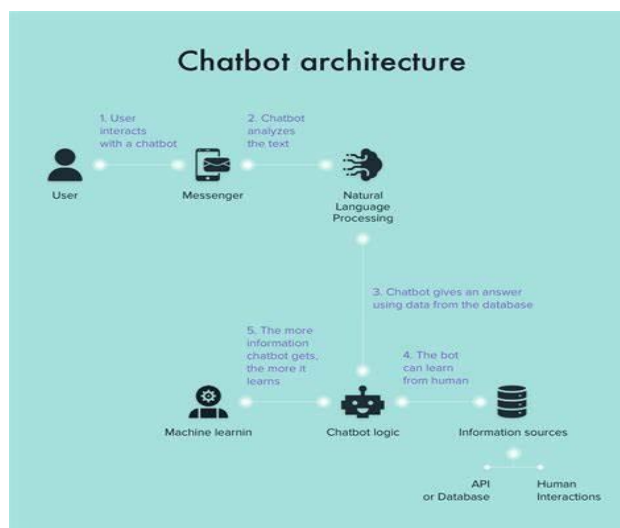 Chatbot architecture
1. User
interacts
with a chatbot
2. Chatbot
analyzes
the text
User
Messenger
Natural
Language
Processing
3. Chatbot gives an answer
using data from the database
5. The more
information
chatbot gets,
the more it
learns
4. The bot
can learn
from human
Machine learnin
Chatbot logic
Information sources
API
or Database
Human
Interactions